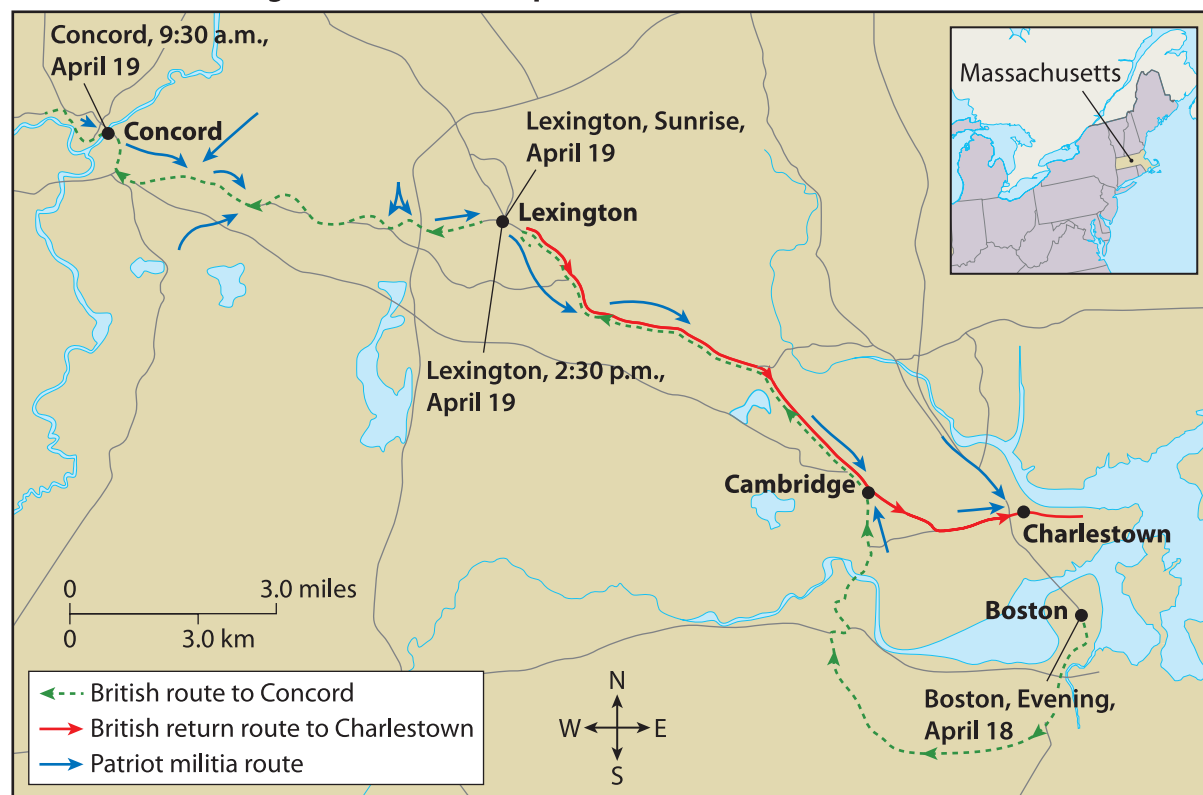 Concord, 9:30 a.m.,
April 19
Massachusetts
Concord
Lexington, Sunrise,
April 19
Lexington
Lexington, 2:30 p.m.,
April 19
Cambridge
Charlestown
Boston
Boston, Evening,
April 18
0 3.0 miles
0 3.0 km
British route to Concord
British return route to Charlestown
Patriot militia route
N
W E
S